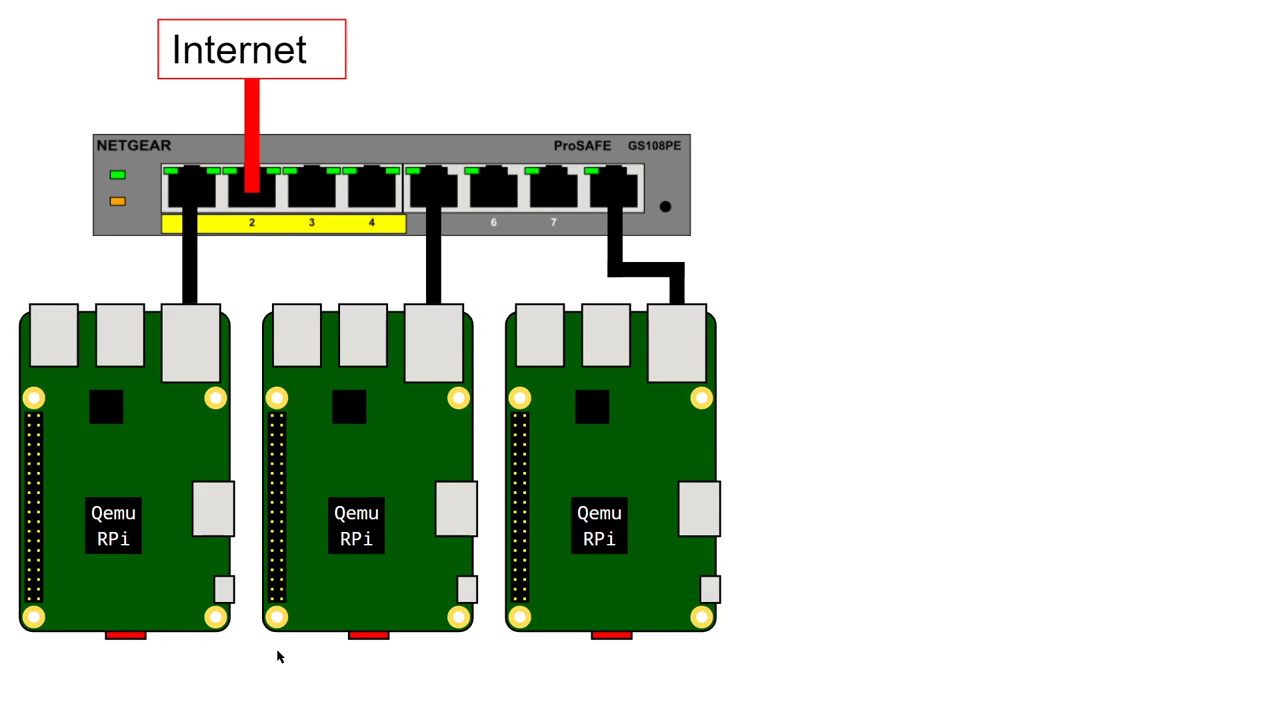 Internet
NETGEAR ProSAFE GS108PE
2 3 4 6 7
Qemu
RPi
Qemu
RPi
Qemu
RPi